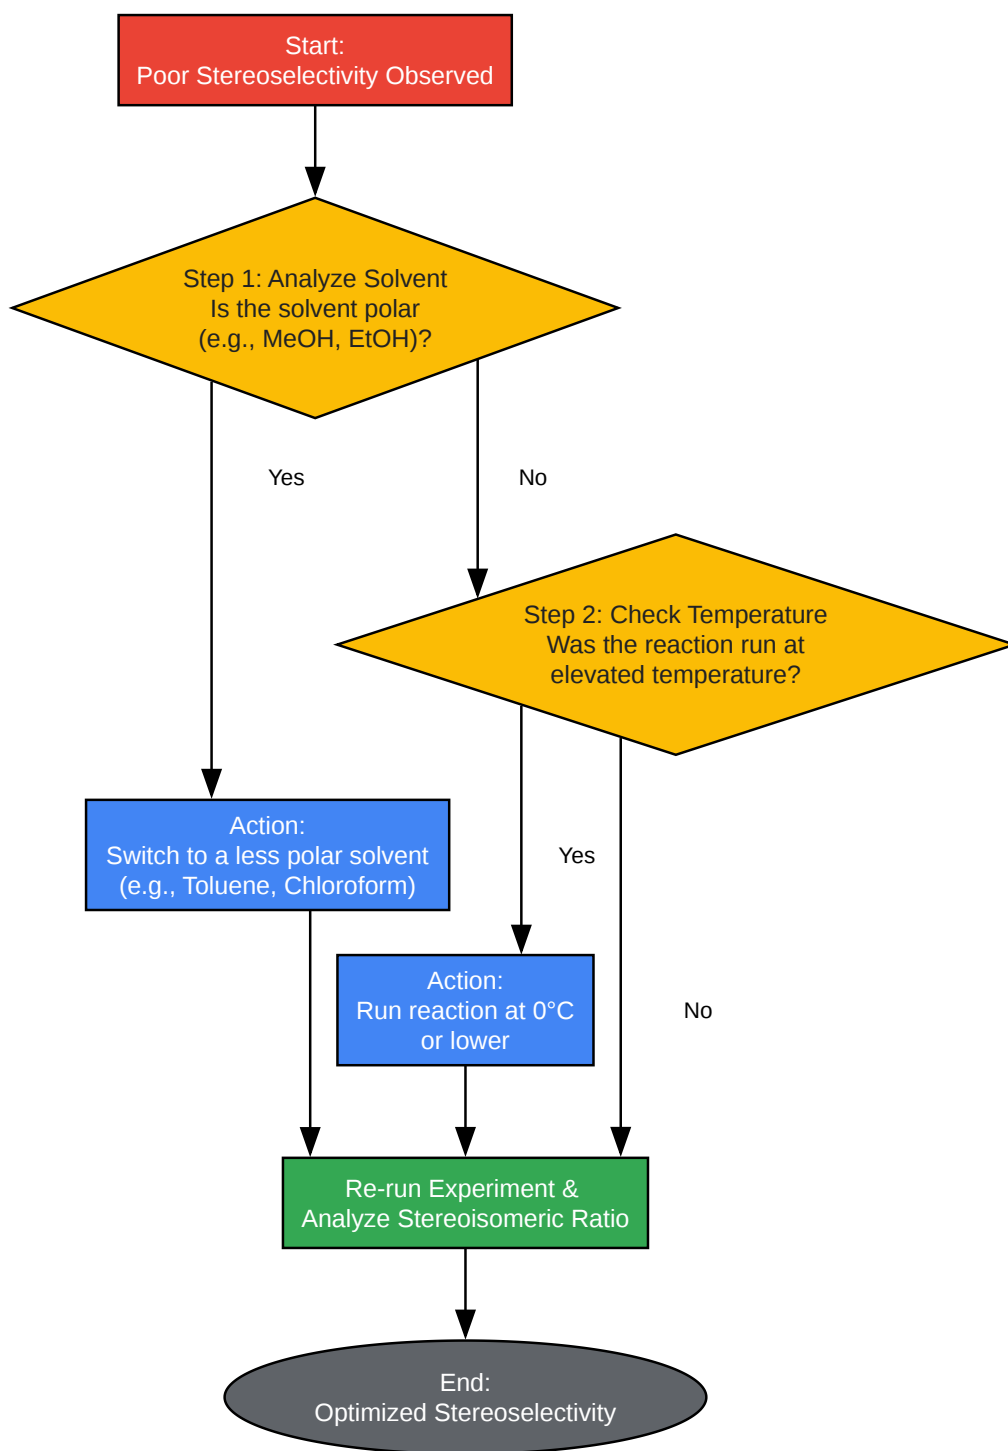 Start:
Poor Stereoselectivity Observed
Step 1: Analyze Solvent
Is the solvent polar
(e.g., MeOH, EtOH)?
Yes
No
Step 2: Check Temperature
Was the reaction run at
elevated temperature?
Action:
Switch to a less polar solvent
(e.g., Toluene, Chloroform)
Yes
Action:
Run reaction at 0°C
or lower
No
Re-run Experiment &
Analyze Stereoisomeric Ratio
End:
Optimized Stereoselectivity